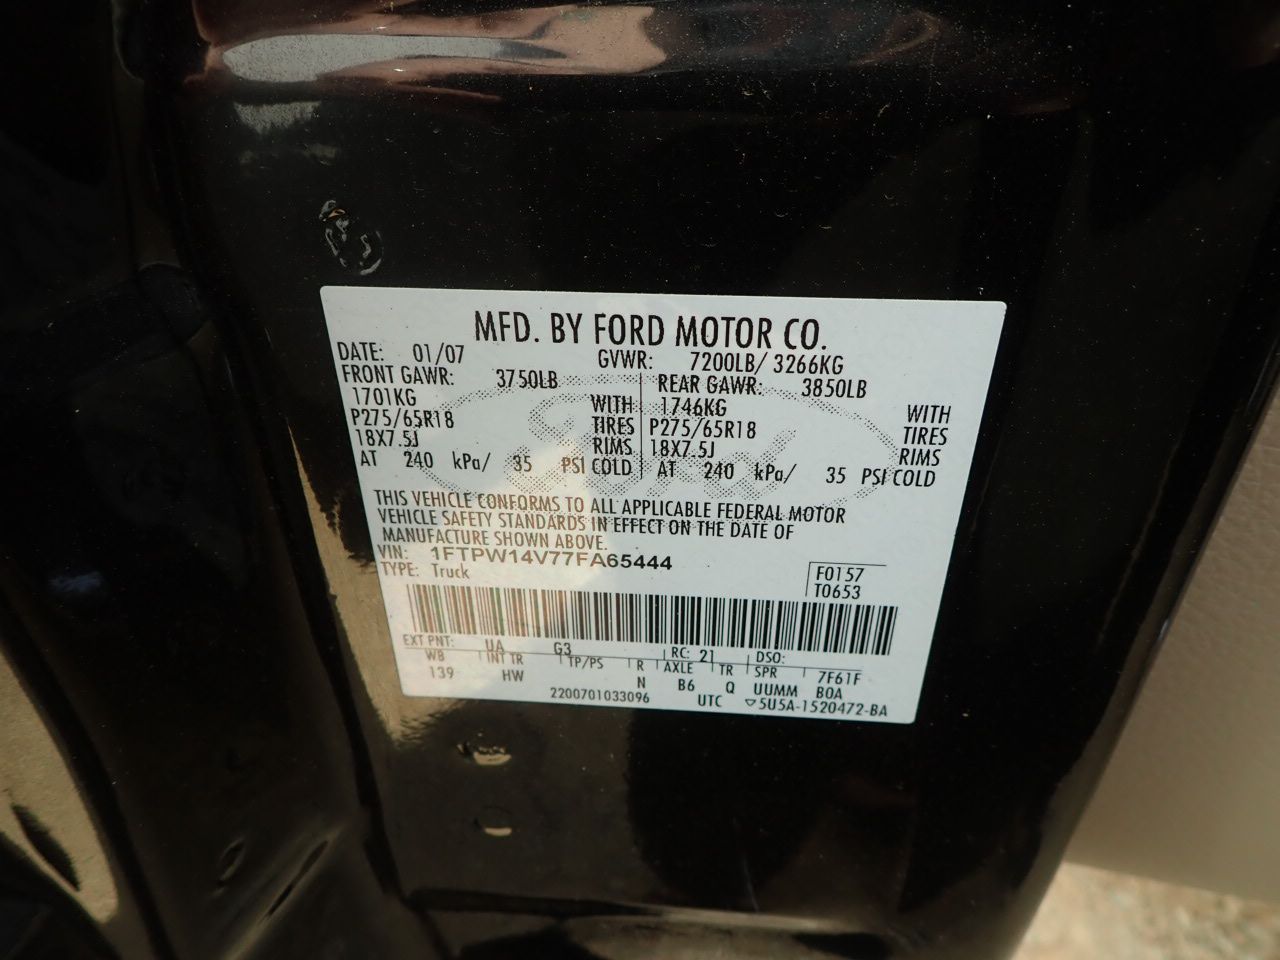 MFD. BY FORD MOTOR CO.
DATE: 01/07 GVWR: 7200LB/ 3266KG
FRONT GAWR: 3750LB REAR GAWR: 3850LB
1701KG WITH 1746KG WITH
P275/65R18 TIRES P275/65R18 TIRES
18X7.5J RIMS 18X7.5J RIMS
AT 240 kPa/ 35 PSI COLD AT 240 kPa/ 35 PSI COLD
THIS VEHICLE CONFORMS TO ALL APPLICABLE FEDERAL MOTOR
VEHICLE SAFETY STANDARDS IN EFFECT ON THE DATE OF
MANUFACTURE SHOWN ABOVE.
VIN: 1FTPW14V77FA65444
TYPE: Truck
F0157
T0653
EXT PNT: UA G3 RC: 21 DSO:
WB INT TR TP/PS R AXLE TR SPR 7F61F
139 HW N B6 Q UUMM B0A
2200701033096 UTC ▽5U5A-1520472-BA
Ford